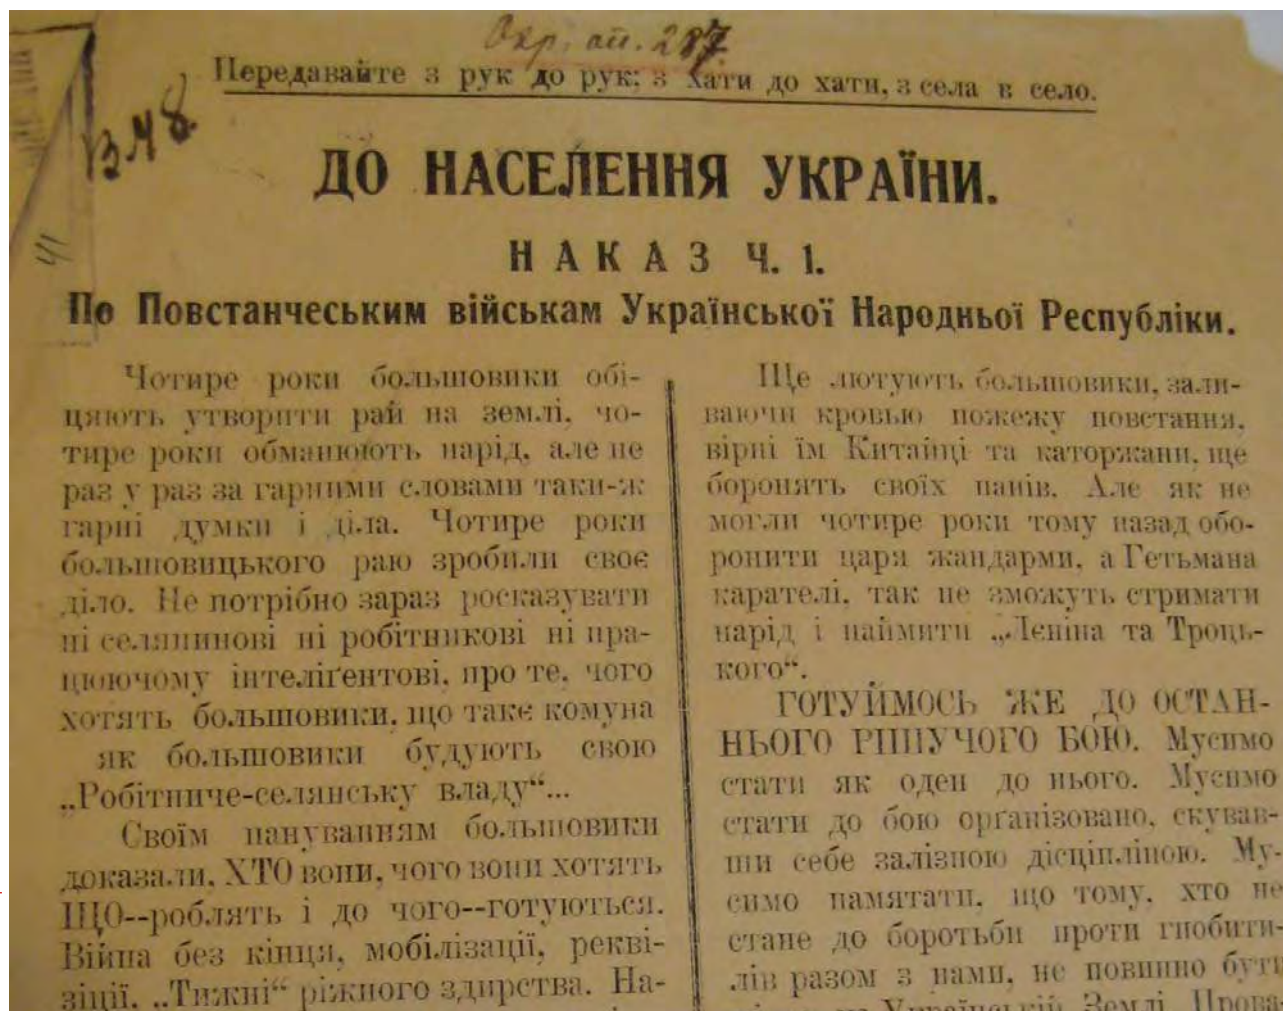 Окр. ап. 287
348
41
Передавайте з рук до рук; з хати до хати, з села в село.
ДО НАСЕЛЕННЯ УКРАЇНИ.
НАКАЗ Ч. 1.
По Повстанческим військам Української Народньої Республіки.
Чотире роки большовики обі-
цяють утворити рай на землі, чо-
тире роки обманюють нарід, але не
раз у раз за гарними словами таки-ж
гарні думки і діла. Чотире роки
большовицького раю зробили своє
діло. Не потрібно зараз росказувати
ні селянинові ні робітникові ні пра-
цюючому інтеліґентові, про те, чого
хотять большовики, що таке комуна
як большовики будують свою
„Робітниче-селянську владу“...
Своїм пануванням большовики
доказали, ХТО вони, чого вони хотять
ЩО--роблять і до чого--готуються.
Війна без кінця, мобілізації, рекві-
зіції, „Тижні“ ріжного здирства. На-
Ще лютують большовики, зали-
ваючи кровью пожежу повстання,
вірні їм Китайці та каторжани, ще
боронять своїх панів. Але як не
могли чотире роки тому назад обо-
ронити царя жандарми, а Гетьмана
карателі, так не зможуть стримати
нарід і наймити „Леніна та Троць-
кого“.
ГОТУЙМОСЬ ЖЕ ДО ОСТАН-
НЬОГО РІШУЧОГО БОЮ. Мусимо
стати як оден до нього. Мусимо
стати до бою орґанізовано, скував-
ши себе залізною дісціпліною. Му-
симо памятати, що тому, хто не
стане до боротьби проти гнобити-
лів разом з нами, не повинно бути
Українській Землі. Прова-